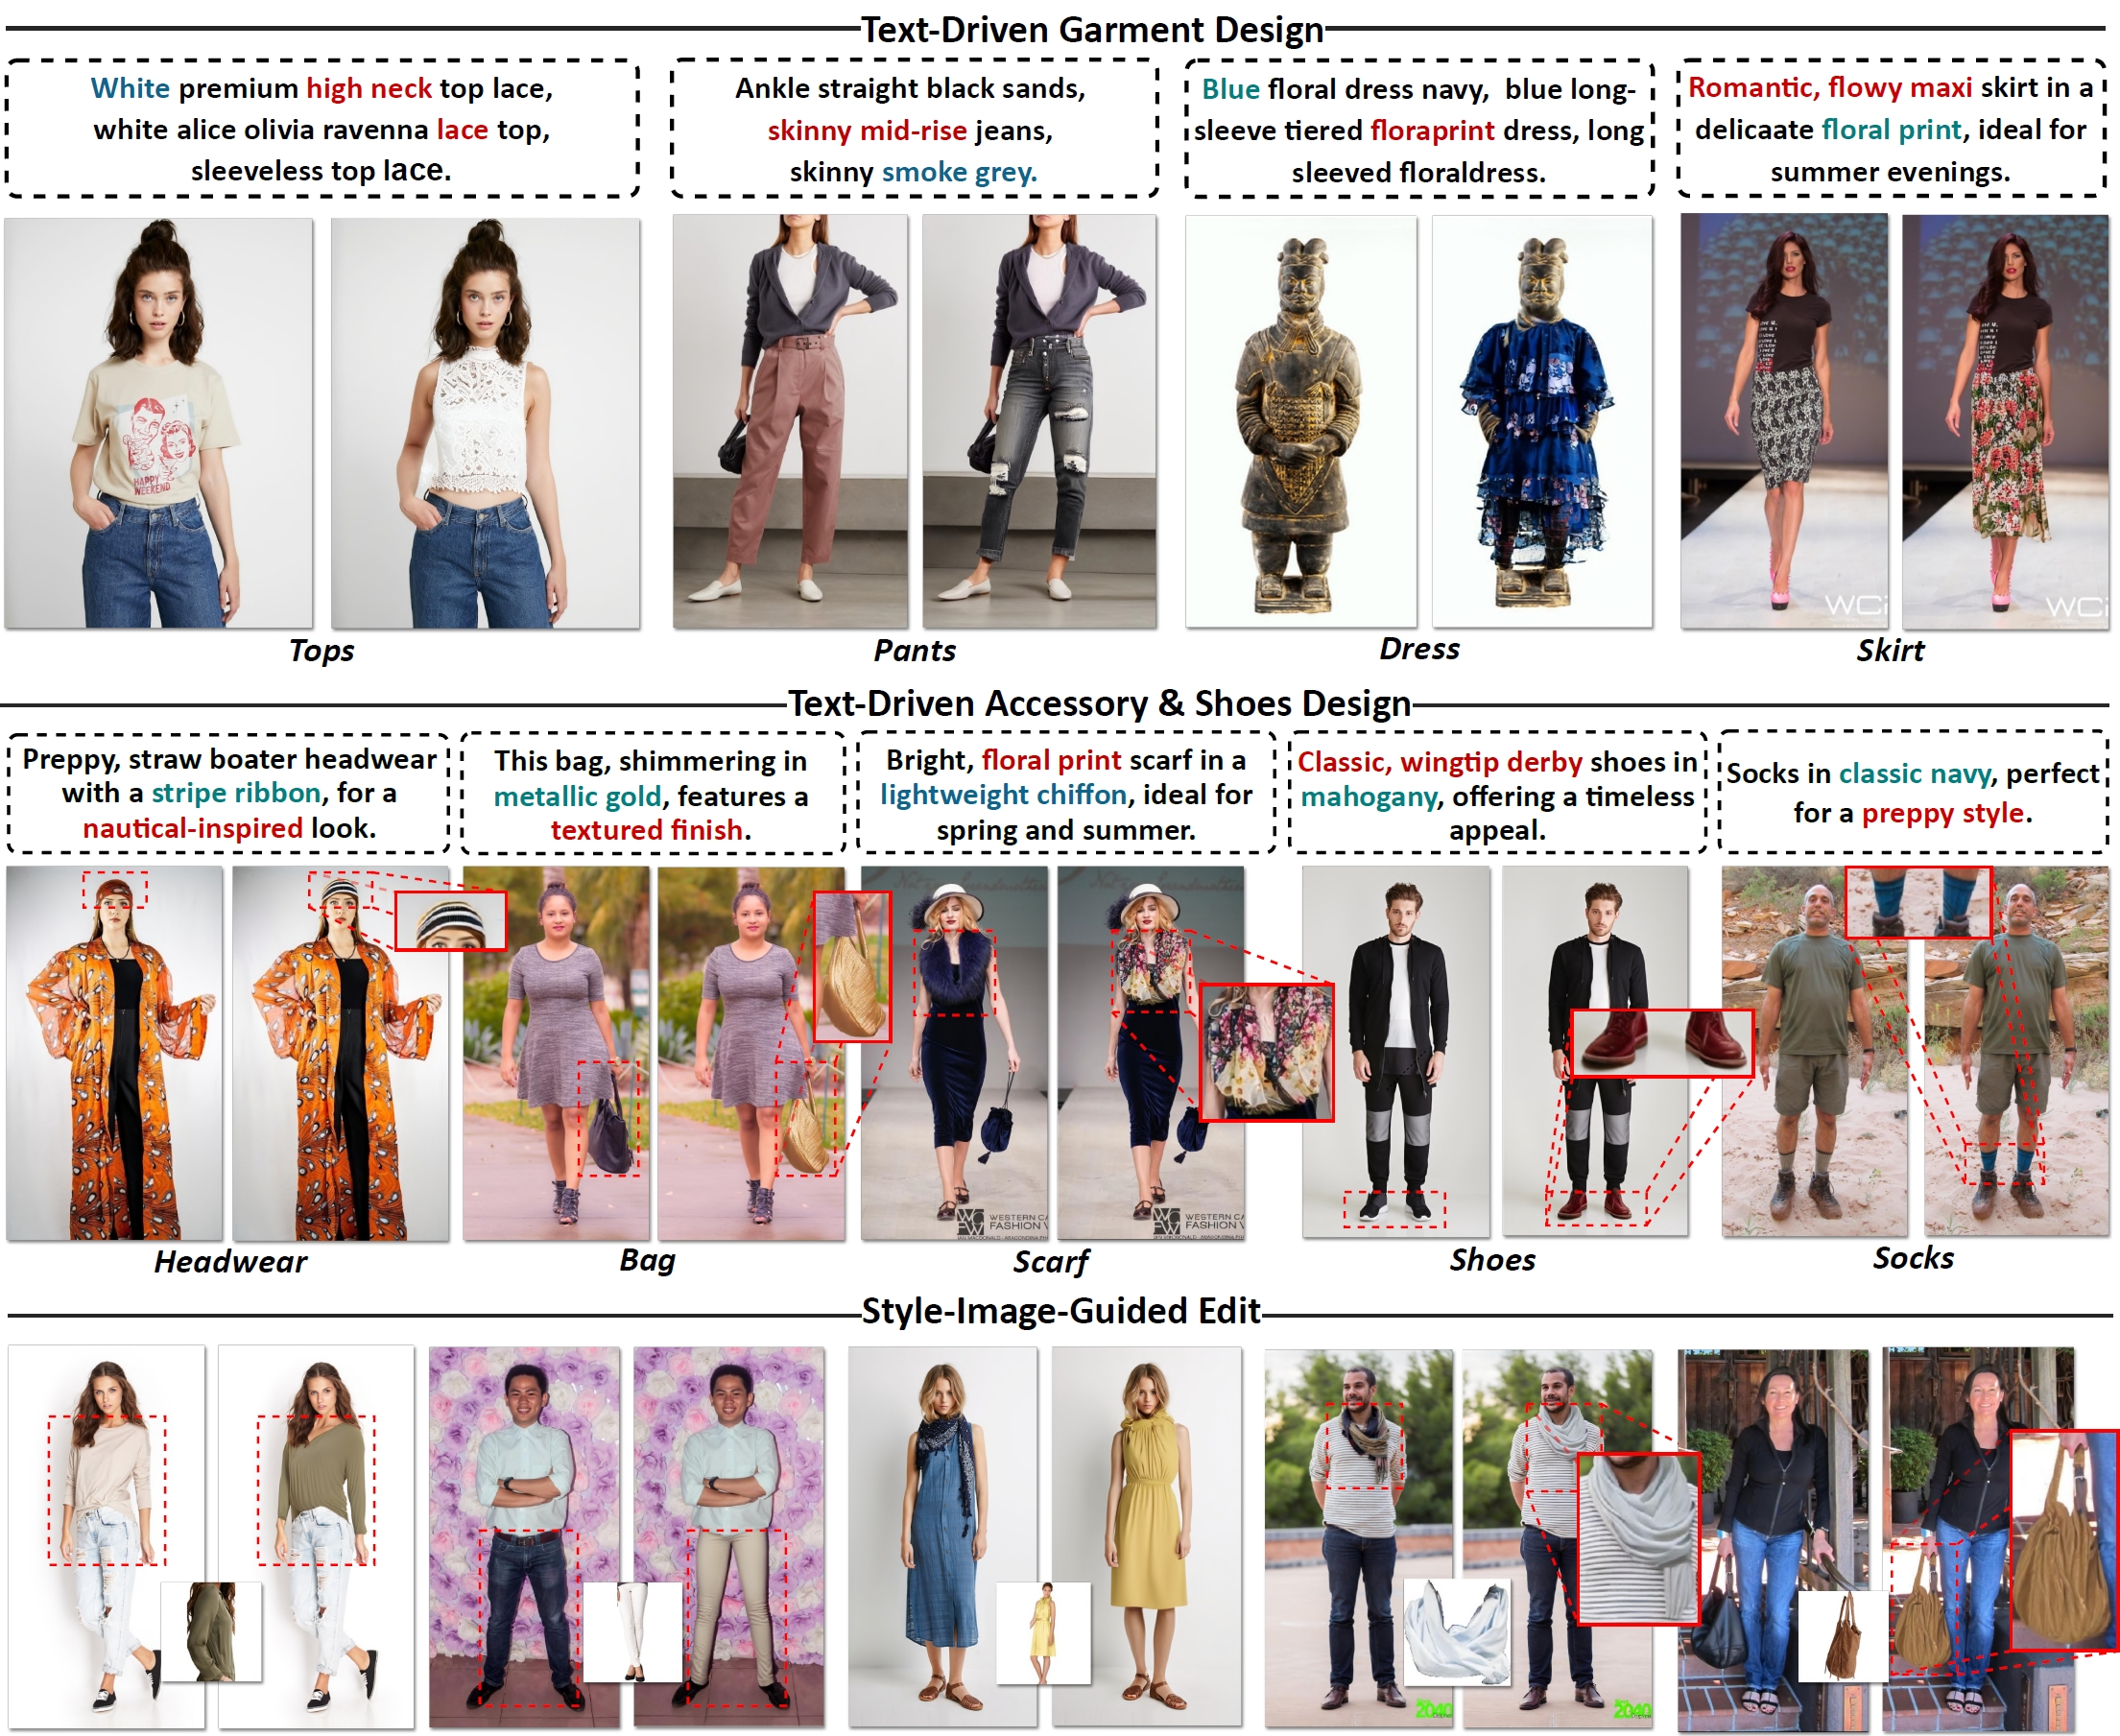 Text-Driven Garment Design
White premium high neck top lace,
white alice olivia ravenna lace top,
sleeveless top lace.
Ankle straight black sands,
skinny mid-rise jeans,
skinny smoke grey.
Blue floral dress navy, blue long-
sleeve tiered floraprint dress, long
sleeved floraldress.
Romantic, flowy maxi skirt in a
delicaate floral print, ideal for
summer evenings.
HAPPY
WEEKEND
WCi
WCi
Tops
Pants
Dress
Skirt
Text-Driven Accessory & Shoes Design
Preppy, straw boater headwear
with a stripe ribbon, for a
nautical-inspired look.
This bag, shimmering in
metallic gold, features a
textured finish.
Bright, floral print scarf in a
lightweight chiffon, ideal for
spring and summer.
Classic, wingtip derby shoes in
mahogany, offering a timeless
appeal.
Socks in classic navy, perfect
for a preppy style.
WESTERN CA
FASHION V
WESTERN CA
FASHION V
Headwear
Bag
Scarf
Shoes
Socks
Style-Image-Guided Edit
2040
2040